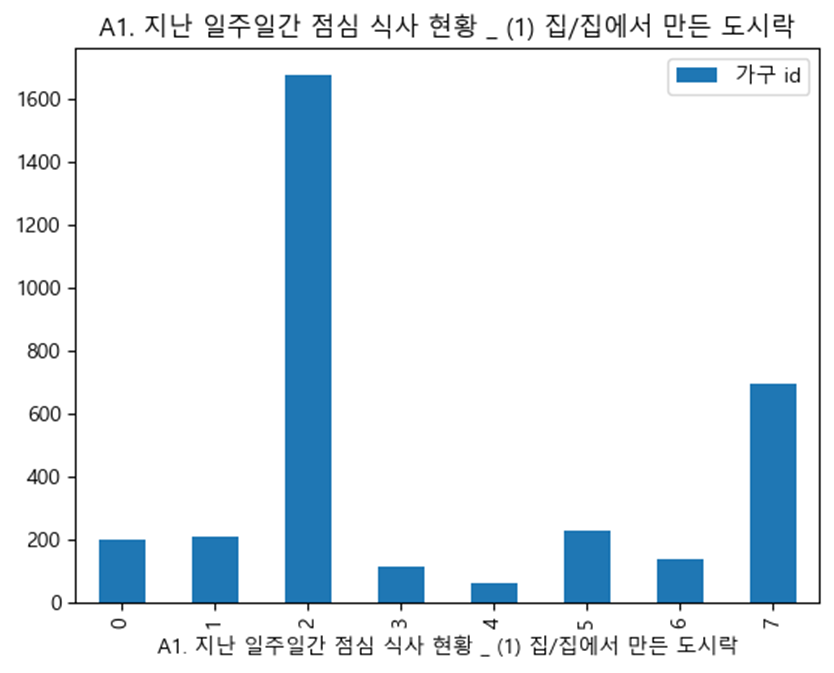 A1. 지난 일주일간 점심 식사 현황 _ (1) 집/집에서 만든 도시락
가구 id
1600
1400
1200
1000
800
600
400
200
0
0 1 2 3 4 5 6 7
A1. 지난 일주일간 점심 식사 현황 _ (1) 집/집에서 만든 도시락